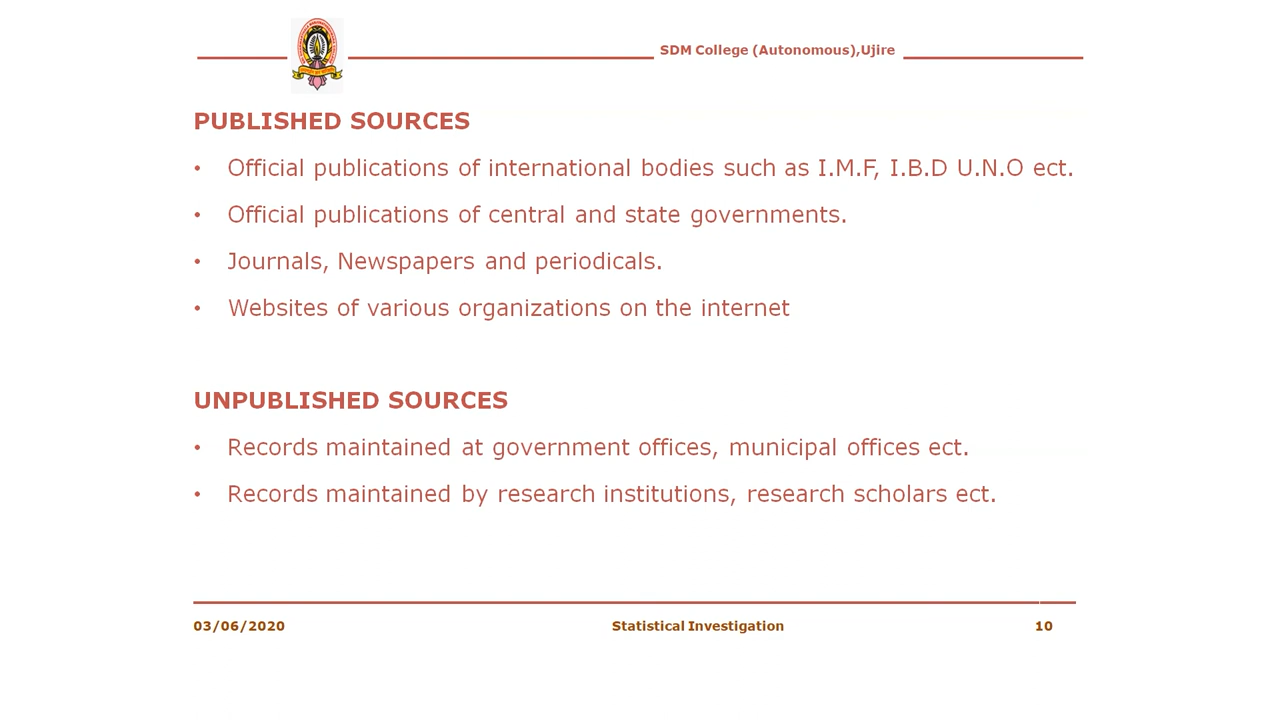 SDM College (Autonomous),Ujire
PUBLISHED SOURCES
• Official publications of international bodies such as I.M.F, I.B.D U.N.O ect.
• Official publications of central and state governments.
• Journals, Newspapers and periodicals.
• Websites of various organizations on the internet
UNPUBLISHED SOURCES
• Records maintained at government offices, municipal offices ect.
• Records maintained by research institutions, research scholars ect.
03/06/2020 Statistical Investigation 10